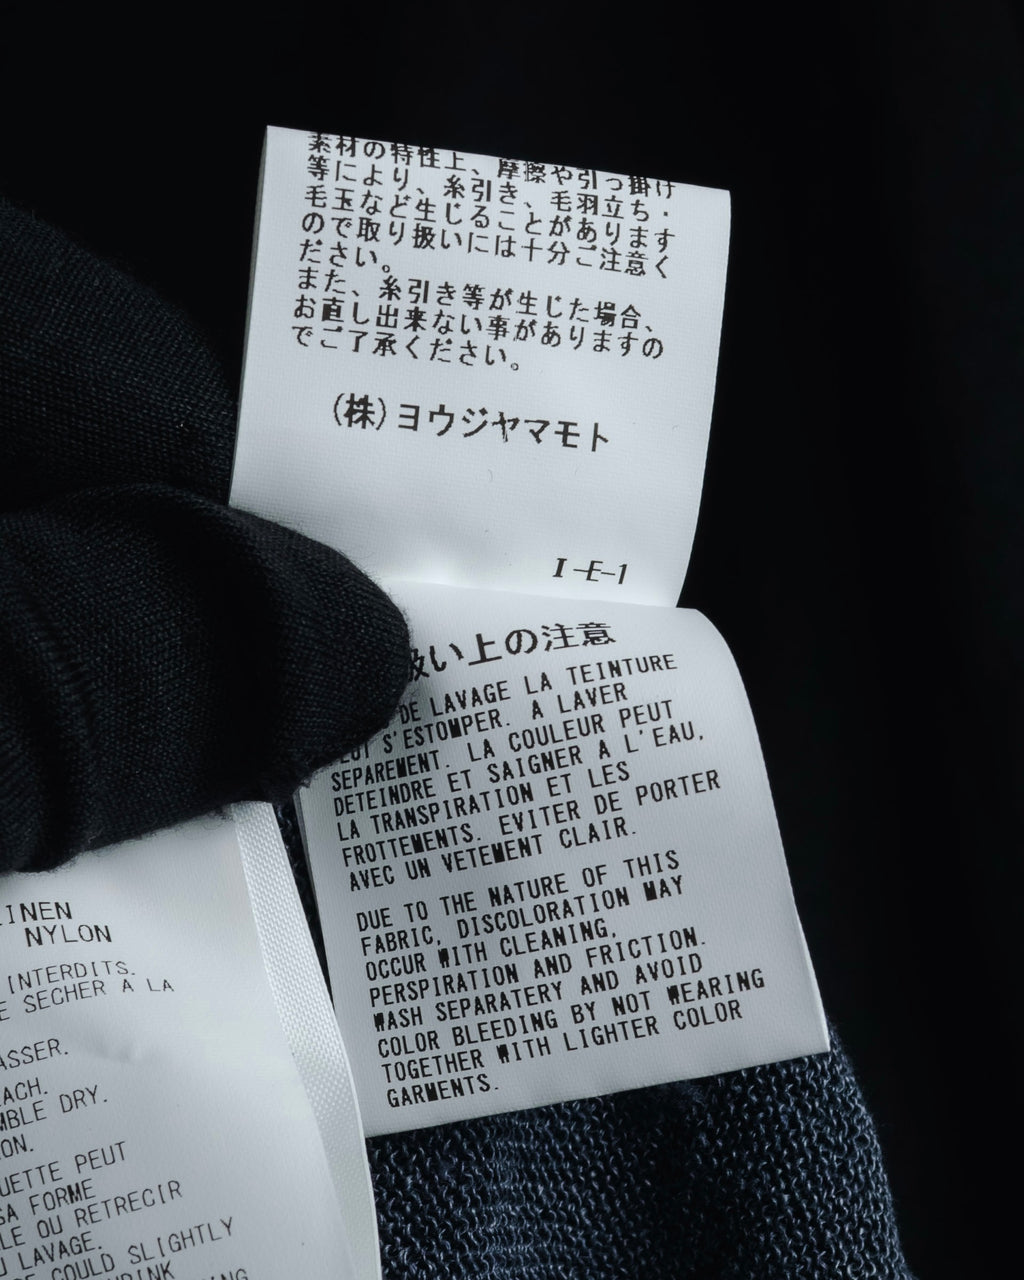 素材の特性上、摩擦や引っ掛け
等により、糸引き、毛羽立ち・
毛玉など生じることがあります
ので取り扱いには十分ご注意く
ださい。
また、糸引き等が生じた場合、
お直し出来ない事がありますの
でご了承ください。
(株)ヨウジヤマモト
I-E-1
扱い上の注意
DE LAVAGE LA TEINTURE
S'ESTOMPER. A LAVER
SEPAREMENT. LA COULEUR PEUT
DETEINDRE ET SAIGNER A L'EAU,
LA TRANSPIRATION ET LES
FROTTEMENTS. EVITER DE PORTER
AVEC UN VETEMENT CLAIR.
DUE TO THE NATURE OF THIS
FABRIC, DISCOLORATION MAY
OCCUR WITH CLEANING,
PERSPIRATION AND FRICTION.
WASH SEPARATERY AND AVOID
COLOR BLEEDING BY NOT WEARING
TOGETHER WITH LIGHTER COLOR
GARMENTS.
NYLON
INTERDITS.
SECHER A LA
DRY.
PEUT
SA FORME
OU RETRECIR
LAVAGE.
COULD SLIGHTLY